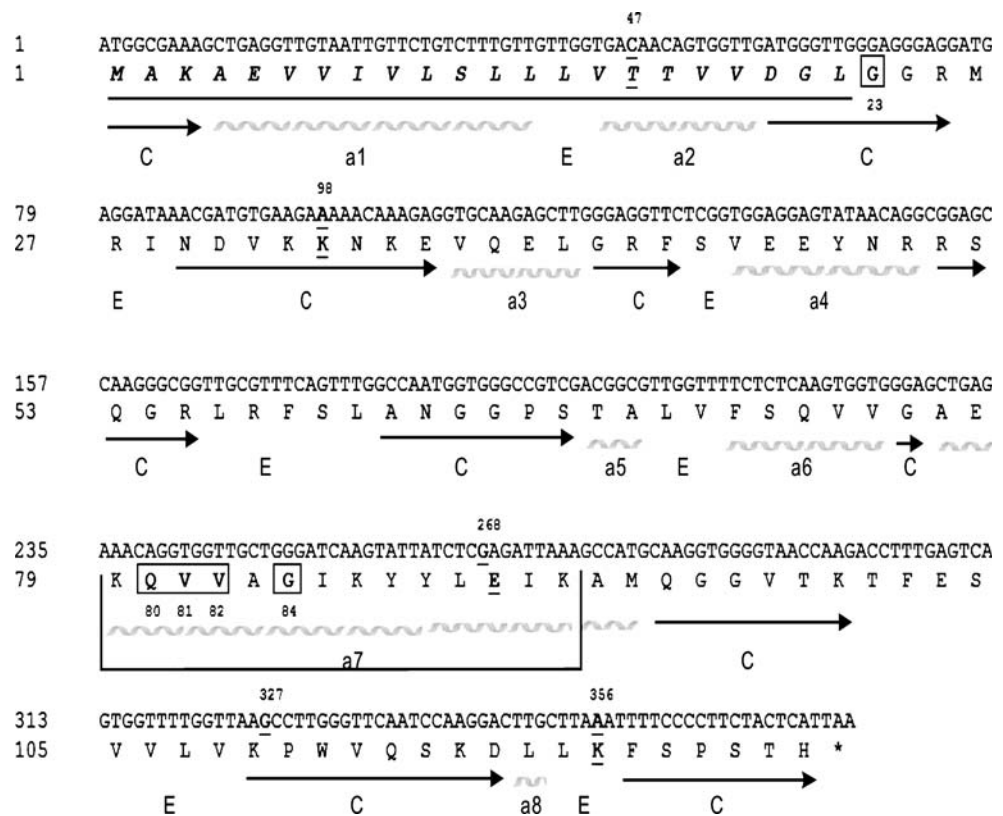 47
1 ATGGCGAAAGCTGAGGTTGTAATTGTTCTGTCTTTGTTGTTGGTGACAACAGTGGTTGATGGGTTGGGAGGGAGGATG
1 M A K A E V V I V L S L L L V T T V V D G L G G R M
23
C a1 E a2 C
98
79 AGGATAAACGATGTGAAGAAAAACAAAGAGGTGCAAGAGCTTGGGAGGTTCTCGGTGGAGGAGTATAACAGGCGGAGC
27 R I N D V K K N K E V Q E L G R F S V E E Y N R R S
E C a3 C E a4
157 CAAGGGCGGTTGCGTTTCAGTTTGGCCAATGGTGGGCCGTCGACGGCGTTGGTTTTCTCTCAAGTGGTGGGAGCTGAG
53 Q G R L R F S L A N G G P S T A L V F S Q V V G A E
C E C a5 E a6 C
268
235 AAACAGGTGGTTGCTGGGATCAAGTATTATCTCGAGATTAAAGCCATGCAAGGTGGGGTAACCAAGACCTTTGAGTCA
79 K Q V V A G I K Y Y L E I K A M Q G G V T K T F E S
80 81 82 84
a7 C
327 356
313 GTGGTTTTGGTTAAGCCTTGGGTTCAATCCAAGGACTTGCTTAAATTTTCCCCTTCTACTCATTAA
105 V V L V K P W V Q S K D L L K F S P S T H *
E C a8 E C